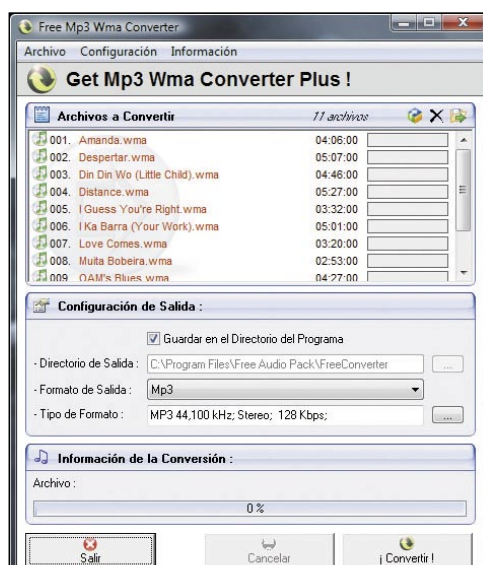 Free Mp3 Wma Converter
Archivo Configuración Información
Get Mp3 Wma Converter Plus !
Archivos a Convertir 11 archivos
001. Amanda.wma 04:06:00
002. Despertar.wma 05:07:00
003. Din Din Wo (Little Child).wma 04:46:00
004. Distance.wma 05:27:00
005. I Guess You're Right.wma 03:32:00
006. I Ka Barra (Your Work).wma 05:01:00
007. Love Comes.wma 03:20:00
008. Muita Bobeira.wma 02:53:00
009. OAM's Blues.wma 04:27:00
Configuración de Salida :
Guardar en el Directorio del Programa
- Directorio de Salida : C:\Program Files\Free Audio Pack\FreeConverter ...
- Formato de Salida : Mp3
- Tipo de Formato : MP3 44,100 kHz; Stereo; 128 Kbps; ...
Información de la Conversión :
Archivo :
0 %
Salir Cancelar ¡ Convertir !